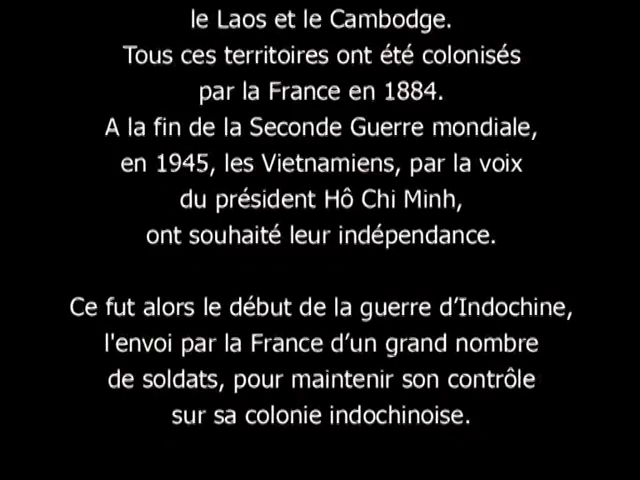 le Laos et le Cambodge.
Tous ces territoires ont été colonisés
par la France en 1884.
A la fin de la Seconde Guerre mondiale,
en 1945, les Vietnamiens, par la voix
du président Hô Chi Minh,
ont souhaité leur indépendance.
Ce fut alors le début de la guerre d’Indochine,
l'envoi par la France d’un grand nombre
de soldats, pour maintenir son contrôle
sur sa colonie indochinoise.